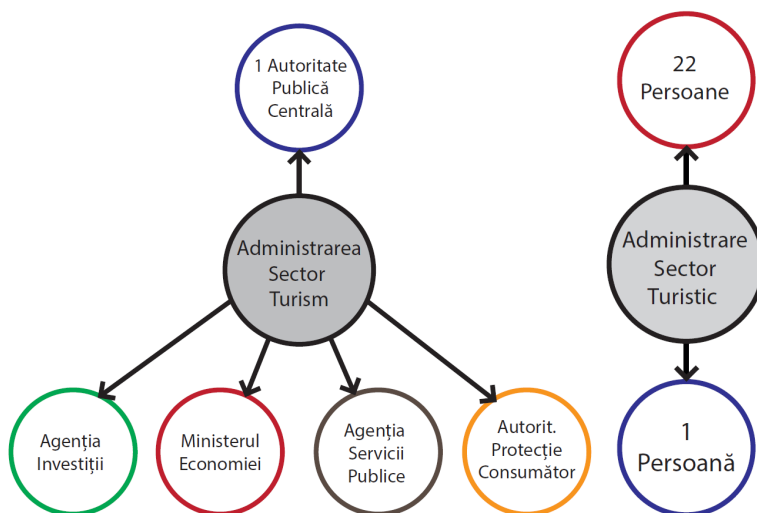 1 Autoritate
Publică
Centrală
Administrarea
Sector
Turism
Agenția
Investiții
Ministerul
Economiei
Agenția
Servicii
Publice
Autorit.
Protecție
Consumător
22
Persoane
Administrare
Sector
Turistic
1
Persoană